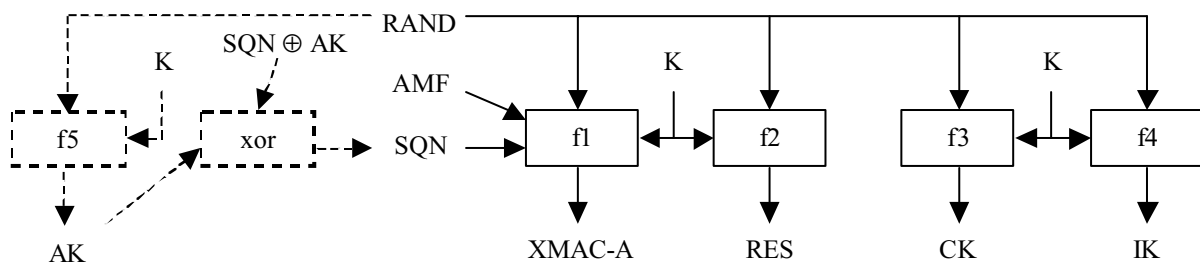 RAND
SQN ⊕ AK
K
K
K
AMF
f5
xor
SQN
f1
f2
f3
f4
AK
XMAC-A
RES
CK
IK